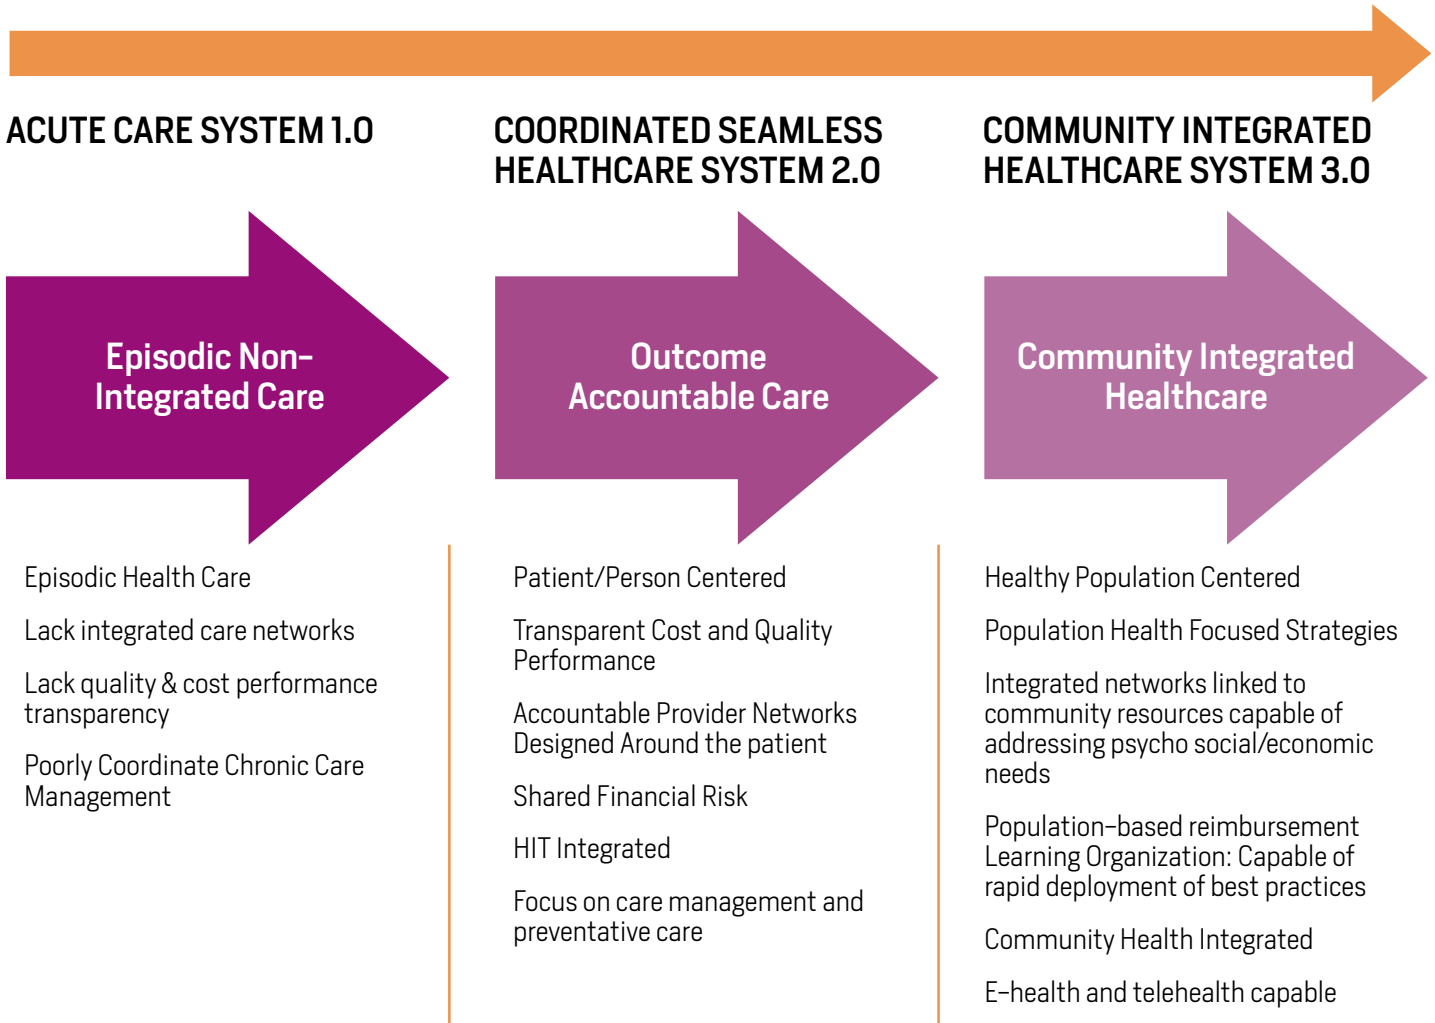 ACUTE CARE SYSTEM 1.0
COORDINATED SEAMLESS
HEALTHCARE SYSTEM 2.0
COMMUNITY INTEGRATED
HEALTHCARE SYSTEM 3.0
Episodic Non-
Integrated Care
Outcome
Accountable Care
Community Integrated
Healthcare
Episodic Health Care
Lack integrated care networks
Lack quality & cost performance
transparency
Poorly Coordinate Chronic Care
Management
Patient/Person Centered
Transparent Cost and Quality
Performance
Accountable Provider Networks
Designed Around the patient
Shared Financial Risk
HIT Integrated
Focus on care management and
preventative care
Healthy Population Centered
Population Health Focused Strategies
Integrated networks linked to
community resources capable of
addressing psycho social/economic
needs
Population-based reimbursement
Learning Organization: Capable of
rapid deployment of best practices
Community Health Integrated
E-health and telehealth capable